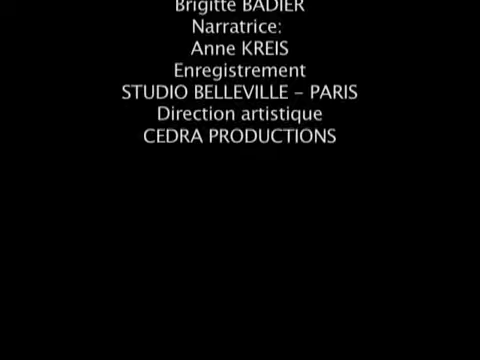 Brigitte BADIER
Narratrice:
Anne KREIS
Enregistrement
STUDIO BELLEVILLE – PARIS
Direction artistique
CEDRA PRODUCTIONS